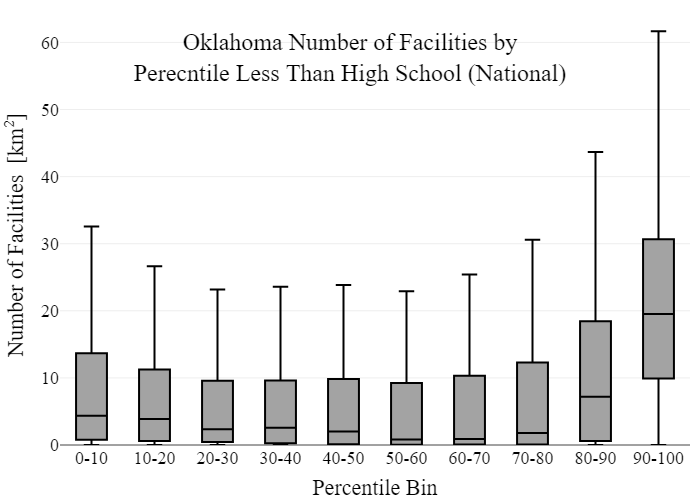 Oklahoma Number of Facilities by
Perecntile Less Than High School (National)
Number of Facilities [km²]
60
50
40
30
20
10
0
0-10 10-20 20-30 30-40 40-50 50-60 60-70 70-80 80-90 90-100
Percentile Bin